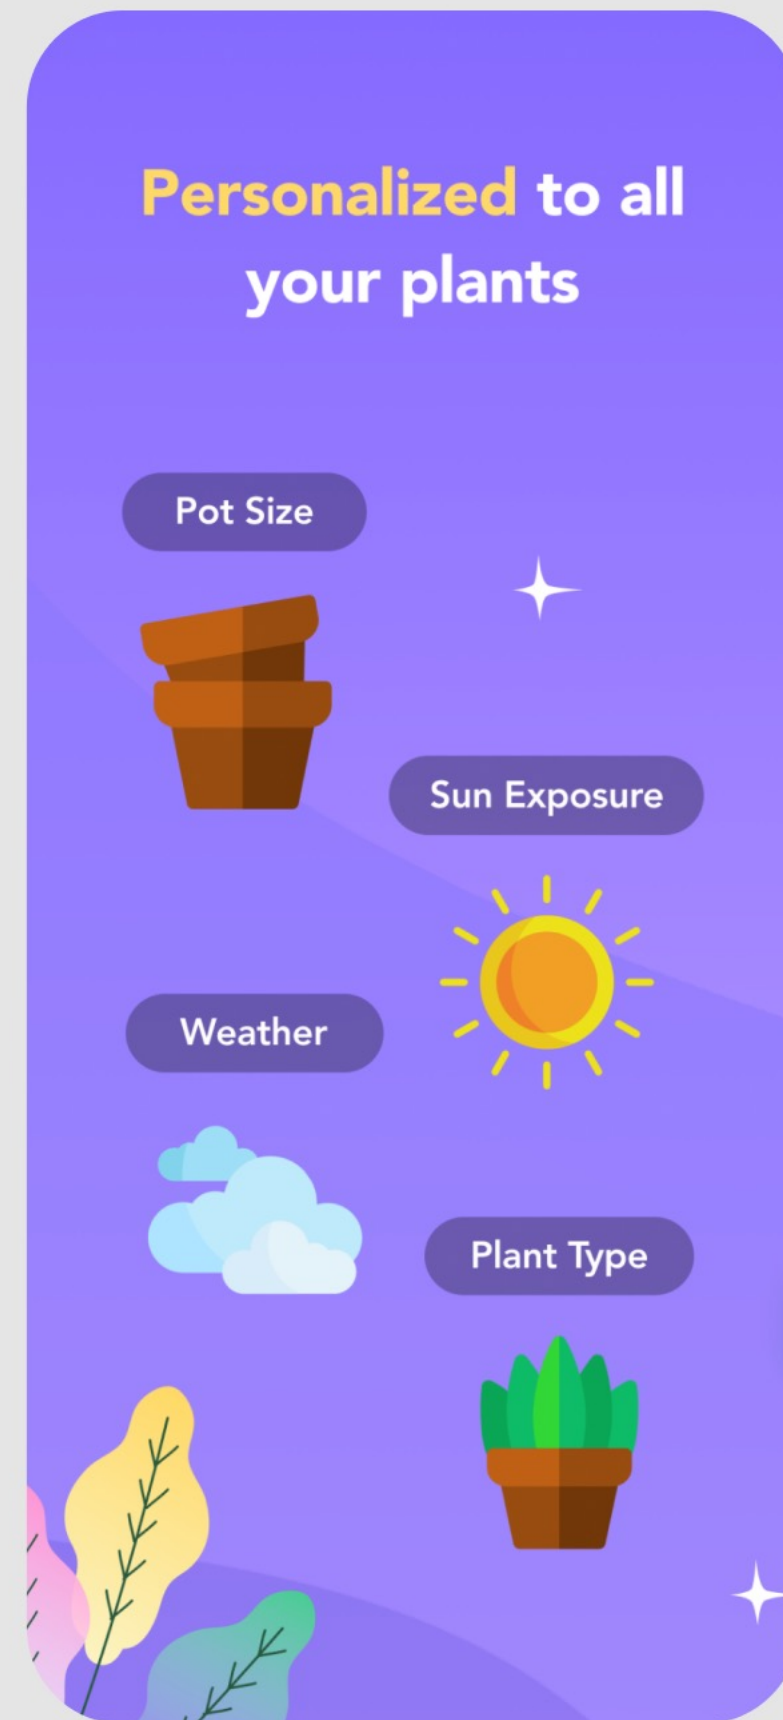 Personalized to all
your plants
Pot Size
Sun Exposure
Weather
Plant Type